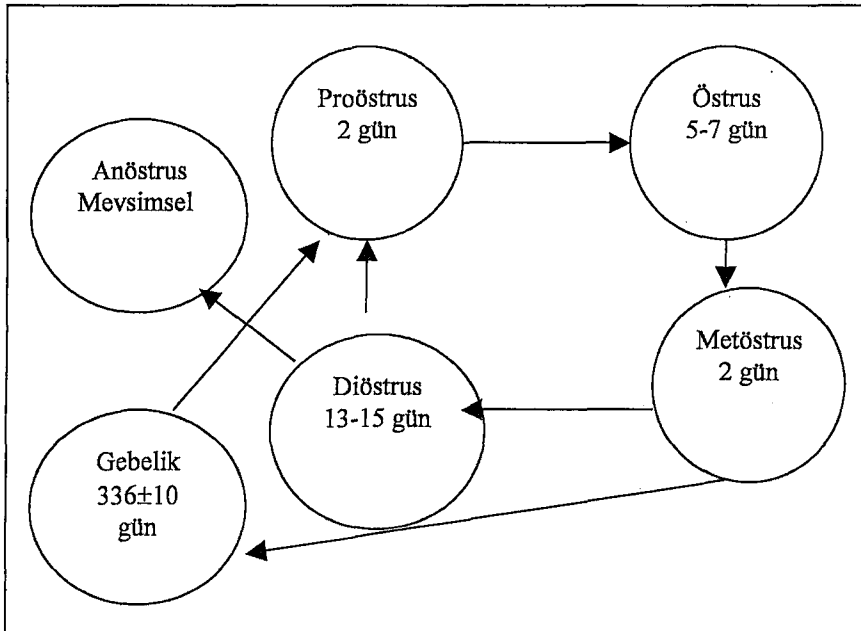 Proöstrus
2 gün
Östrus
5-7 gün
Anöstrus
Mevsimsel
Metöstrus
2 gün
Diöstrus
13-15 gün
Gebelik
336±10
gün